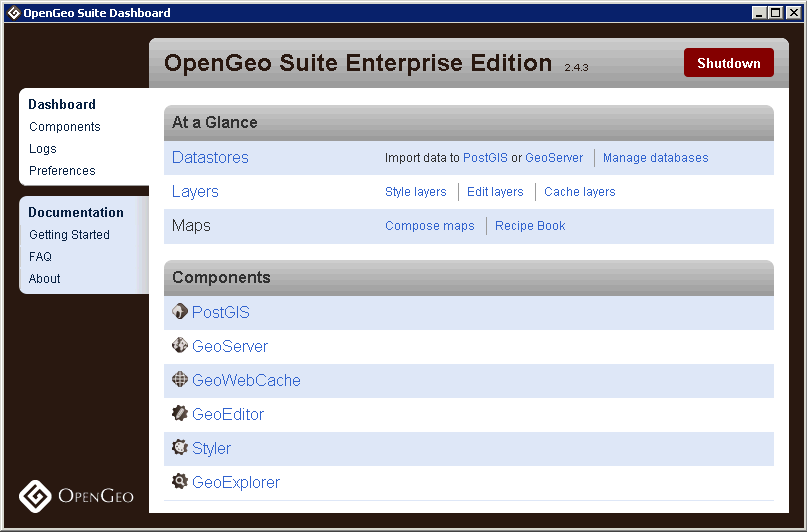 OpenGeo Suite Dashboard
OpenGeo Suite Enterprise Edition 2.4.3
Shutdown
Dashboard
Components
Logs
Preferences
Documentation
Getting Started
FAQ
About
At a Glance
Datastores Import data to PostGIS or GeoServer Manage databases
Layers Style layers Edit layers Cache layers
Maps Compose maps Recipe Book
Components
PostGIS
GeoServer
GeoWebCache
GeoEditor
Styler
GeoExplorer
OpenGeo